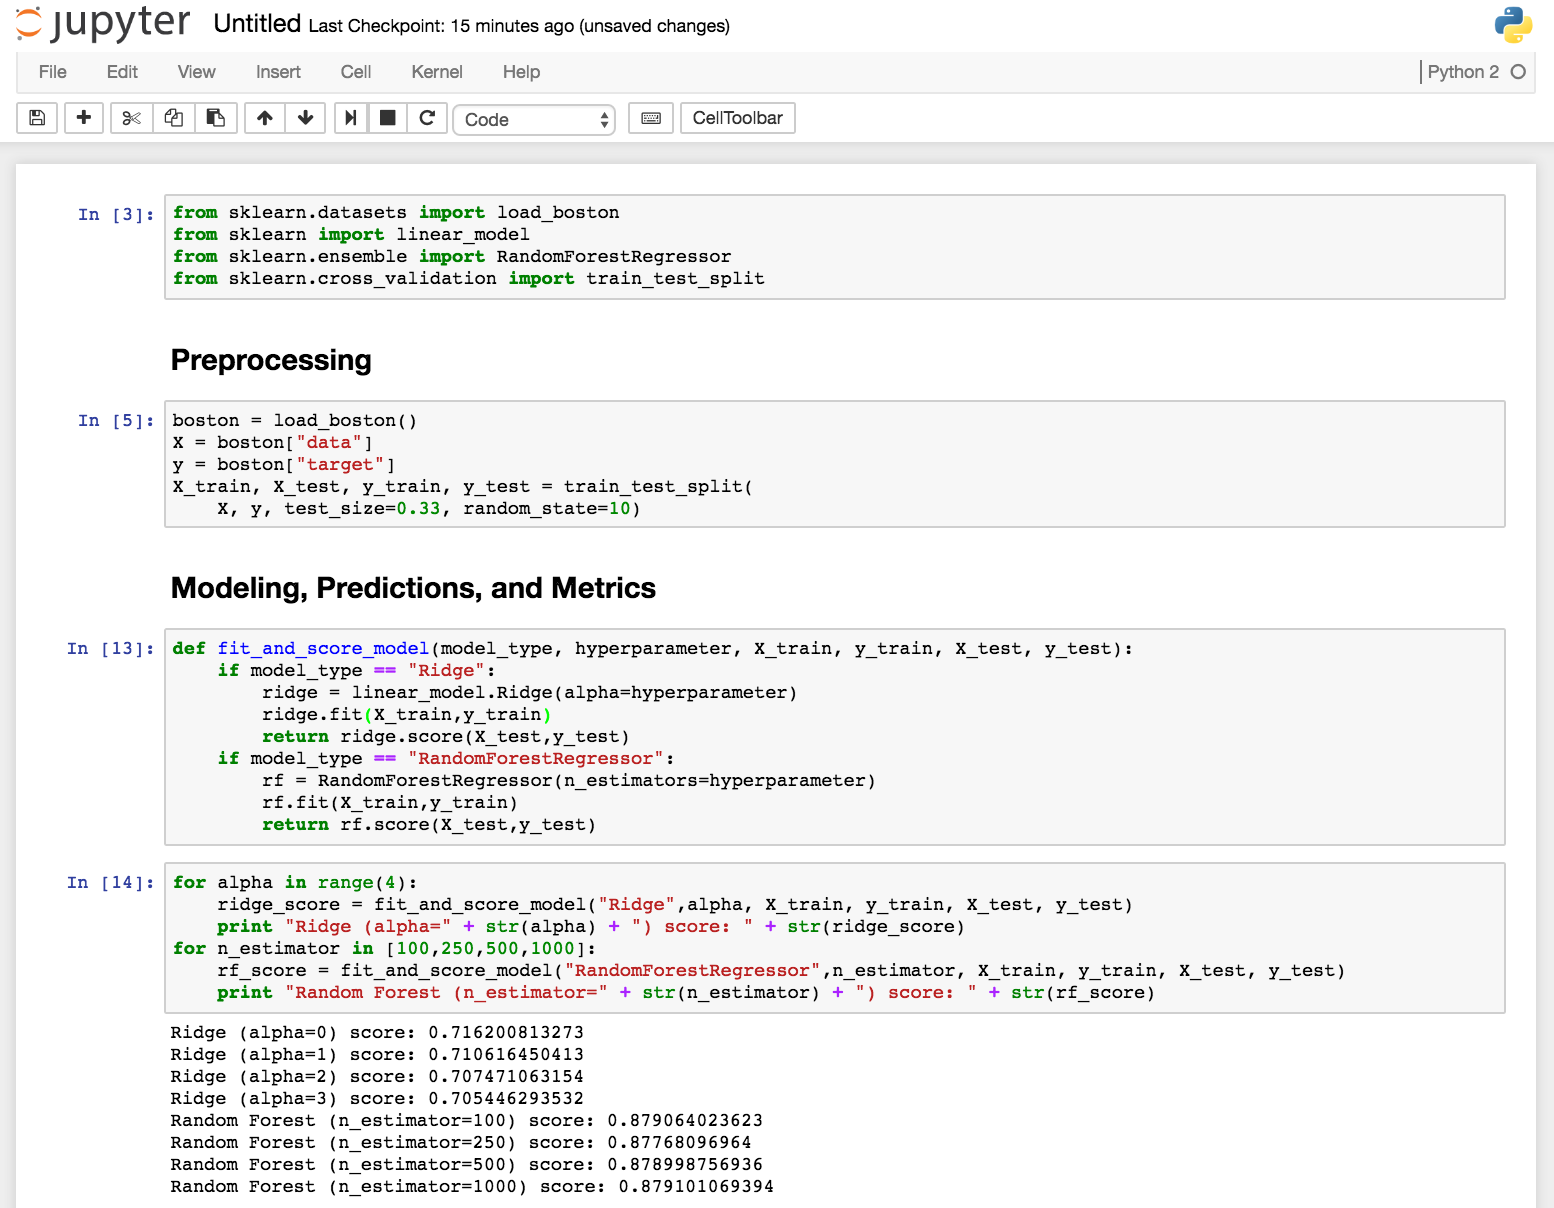 jupyter Untitled Last Checkpoint: 15 minutes ago (unsaved changes)
File Edit View Insert Cell Kernel Help Python 2
Code CellToolbar
In [3]: from sklearn.datasets import load_boston
from sklearn import linear_model
from sklearn.ensemble import RandomForestRegressor
from sklearn.cross_validation import train_test_split
Preprocessing
In [5]: boston = load_boston()
X = boston["data"]
y = boston["target"]
X_train, X_test, y_train, y_test = train_test_split(
    X, y, test_size=0.33, random_state=10)
Modeling, Predictions, and Metrics
In [13]: def fit_and_score_model(model_type, hyperparameter, X_train, y_train, X_test, y_test):
    if model_type == "Ridge":
        ridge = linear_model.Ridge(alpha=hyperparameter)
        ridge.fit(X_train,y_train)
        return ridge.score(X_test,y_test)
    if model_type == "RandomForestRegressor":
        rf = RandomForestRegressor(n_estimators=hyperparameter)
        rf.fit(X_train,y_train)
        return rf.score(X_test,y_test)
In [14]: for alpha in range(4):
    ridge_score = fit_and_score_model("Ridge",alpha, X_train, y_train, X_test, y_test)
    print "Ridge (alpha=" + str(alpha) + ") score: " + str(ridge_score)
for n_estimator in [100,250,500,1000]:
    rf_score = fit_and_score_model("RandomForestRegressor",n_estimator, X_train, y_train, X_test, y_test)
    print "Random Forest (n_estimator=" + str(n_estimator) + ") score: " + str(rf_score)
Ridge (alpha=0) score: 0.716200813273
Ridge (alpha=1) score: 0.710616450413
Ridge (alpha=2) score: 0.707471063154
Ridge (alpha=3) score: 0.705446293532
Random Forest (n_estimator=100) score: 0.879064023623
Random Forest (n_estimator=250) score: 0.87768096964
Random Forest (n_estimator=500) score: 0.878998756936
Random Forest (n_estimator=1000) score: 0.879101069394